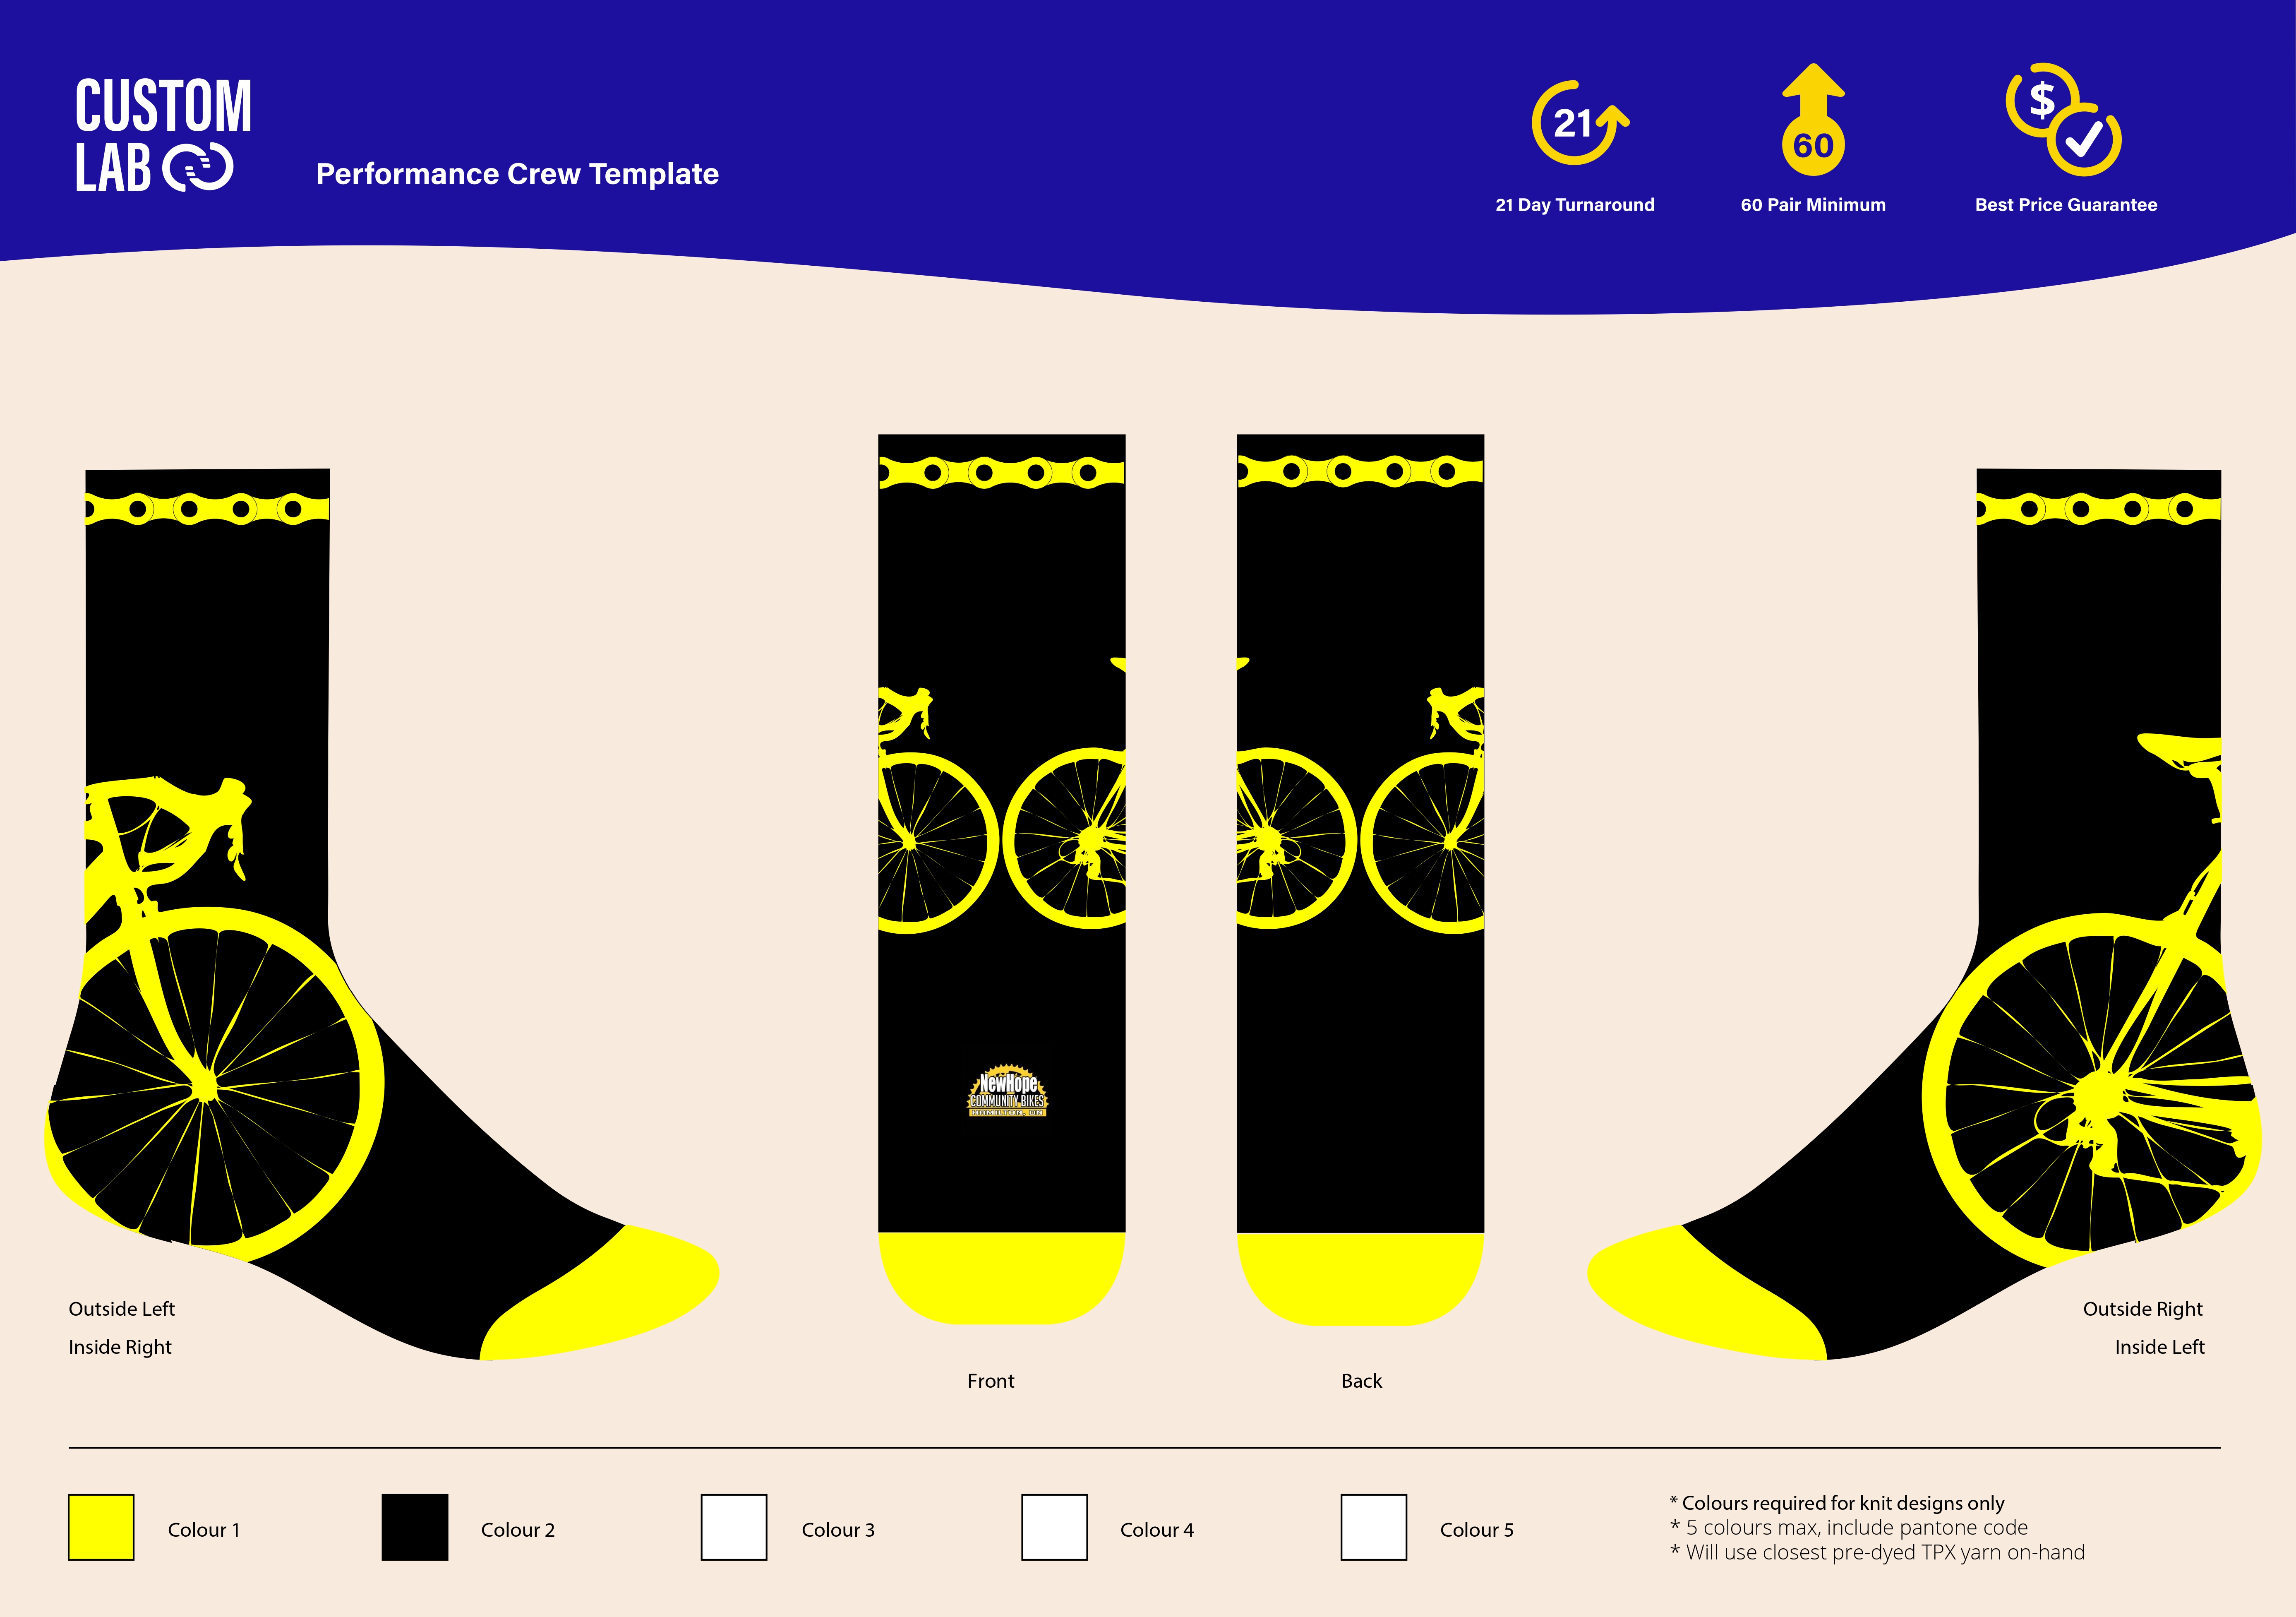 CUSTOM
LAB
Performance Crew Template
21
60
$
21 Day Turnaround
60 Pair Minimum
Best Price Guarantee
NewHope
COMMUNITY BIKES
HAMILTON, ON
Outside Left
Inside Right
Front
Back
Outside Right
Inside Left
Colour 1
Colour 2
Colour 3
Colour 4
Colour 5
* Colours required for knit designs only
* 5 colours max, include pantone code
* Will use closest pre-dyed TPX yarn on-hand